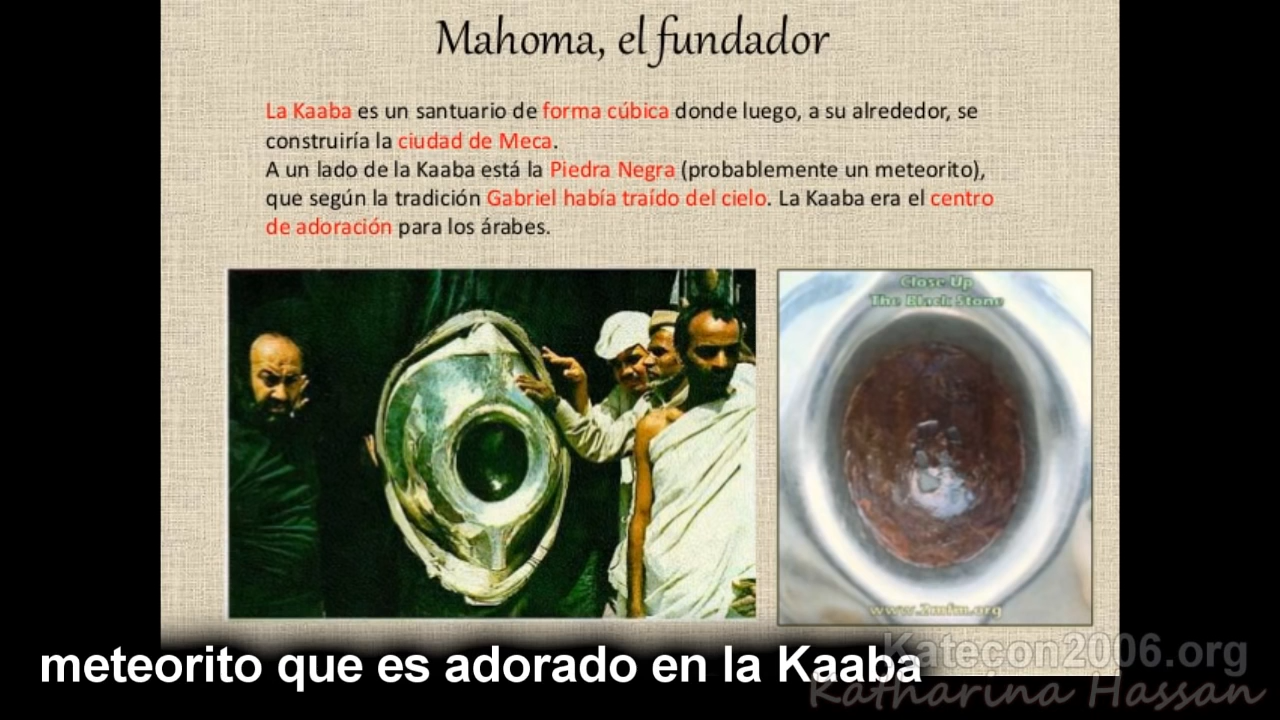 Mahoma, el fundador
La Kaaba es un santuario de forma cúbica donde luego, a su alrededor, se
construiría la ciudad de Meca.
A un lado de la Kaaba está la Piedra Negra (probablemente un meteorito),
que según la tradición Gabriel había traído del cielo. La Kaaba era el centro
de adoración para los árabes.
Close Up
The Black Stone
www.2mfm.org
meteorito que es adorado en la Kaaba
Katecon2006.org
Katharina Hassan